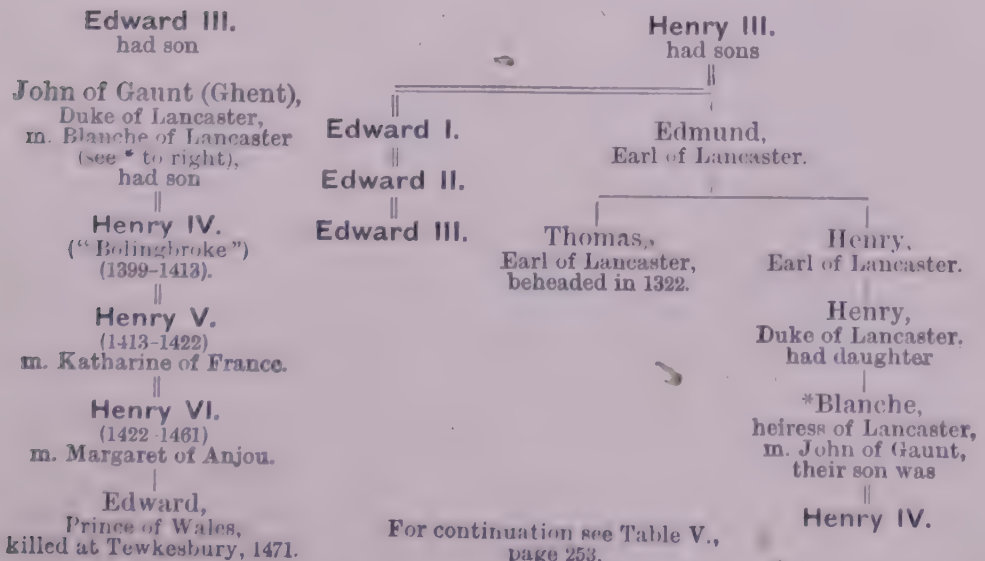 Edward III.
had son
John of Gaunt (Ghent),
Duke of Lancaster,
m. Blanche of Lancaster
(see * to right),
had son
Henry IV.
("Bolingbroke")
(1399-1413).
Henry V.
(1413-1422)
m. Katharine of France.
Henry VI.
(1422-1461)
m. Margaret of Anjou.
Edward,
Prince of Wales,
killed at Tewkesbury, 1471.
Henry III.
had sons
Edward I.
Edward II.
Edward III.
Edmund,
Earl of Lancaster.
Thomas,
Earl of Lancaster,
beheaded in 1322.
Henry,
Earl of Lancaster.
Henry,
Duke of Lancaster.
had daughter
*Blanche,
heiress of Lancaster,
m. John of Gaunt,
their son was
Henry IV.
For continuation see Table V.,
page 253.